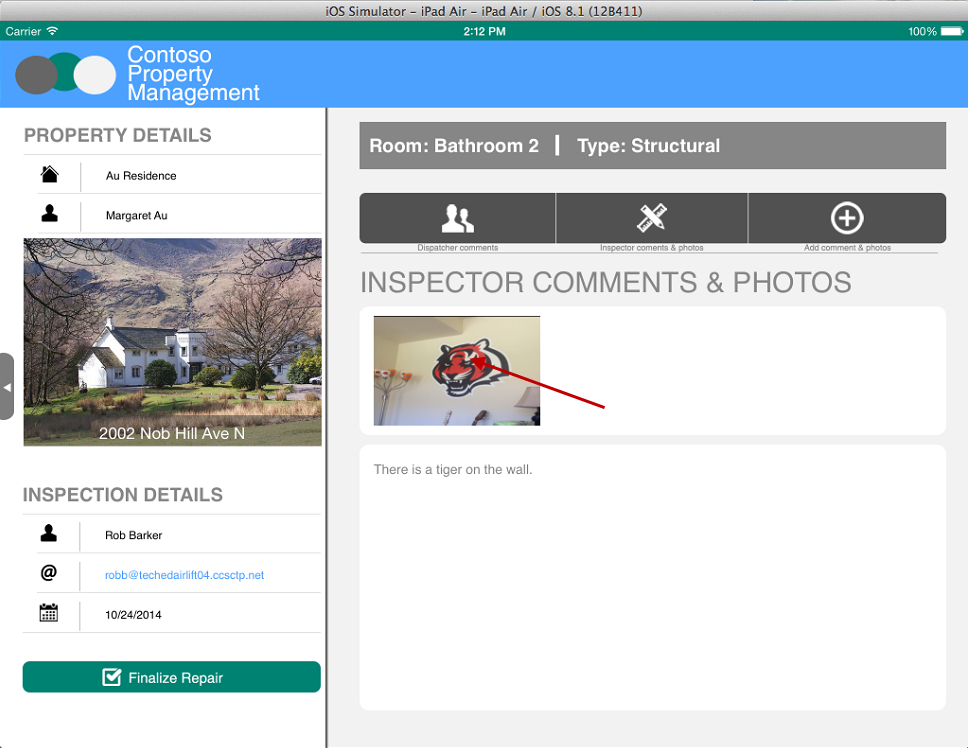 iOS Simulator – iPad Air – iPad Air / iOS 8.1 (12B411)
Carrier 2:12 PM 100%
Contoso
Property
Management
PROPERTY DETAILS
Au Residence
Margaret Au
2002 Nob Hill Ave N
INSPECTION DETAILS
Rob Barker
@ robb@techedairlift04.ccsctp.net
10/24/2014
Finalize Repair
Room: Bathroom 2 | Type: Structural
Dispatcher comments Inspector coments & photos Add comment & photos
INSPECTOR COMMENTS & PHOTOS
There is a tiger on the wall.